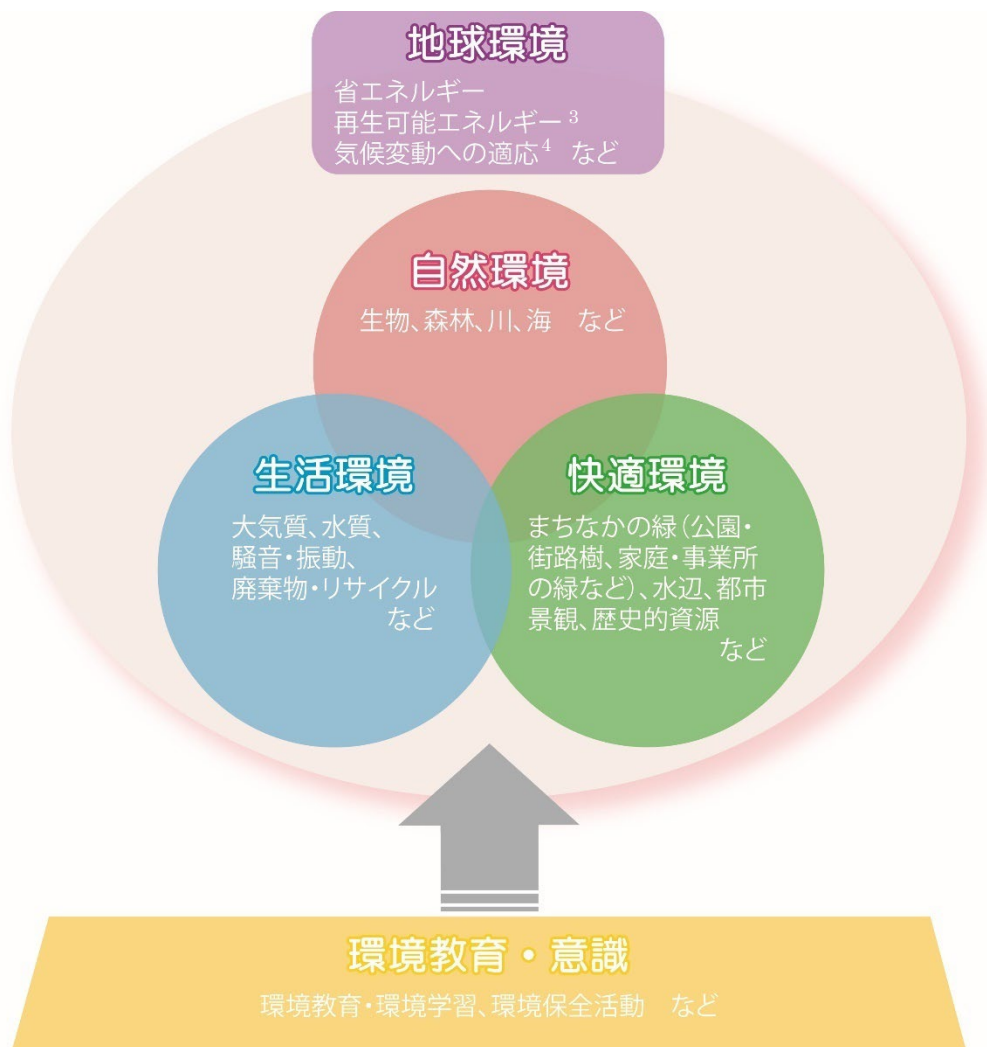 地球環境
省エネルギー
再生可能エネルギー3
気候変動への適応4 など
自然環境
生物、森林、川、海 など
生活環境
大気質、水質、
騒音・振動、
廃棄物・リサイクル
など
快適環境
まちなかの緑(公園・
街路樹、家庭・事業所
の緑など)、水辺、都市
景観、歴史的資源
など
環境教育・意識
環境教育・環境学習、環境保全活動 など